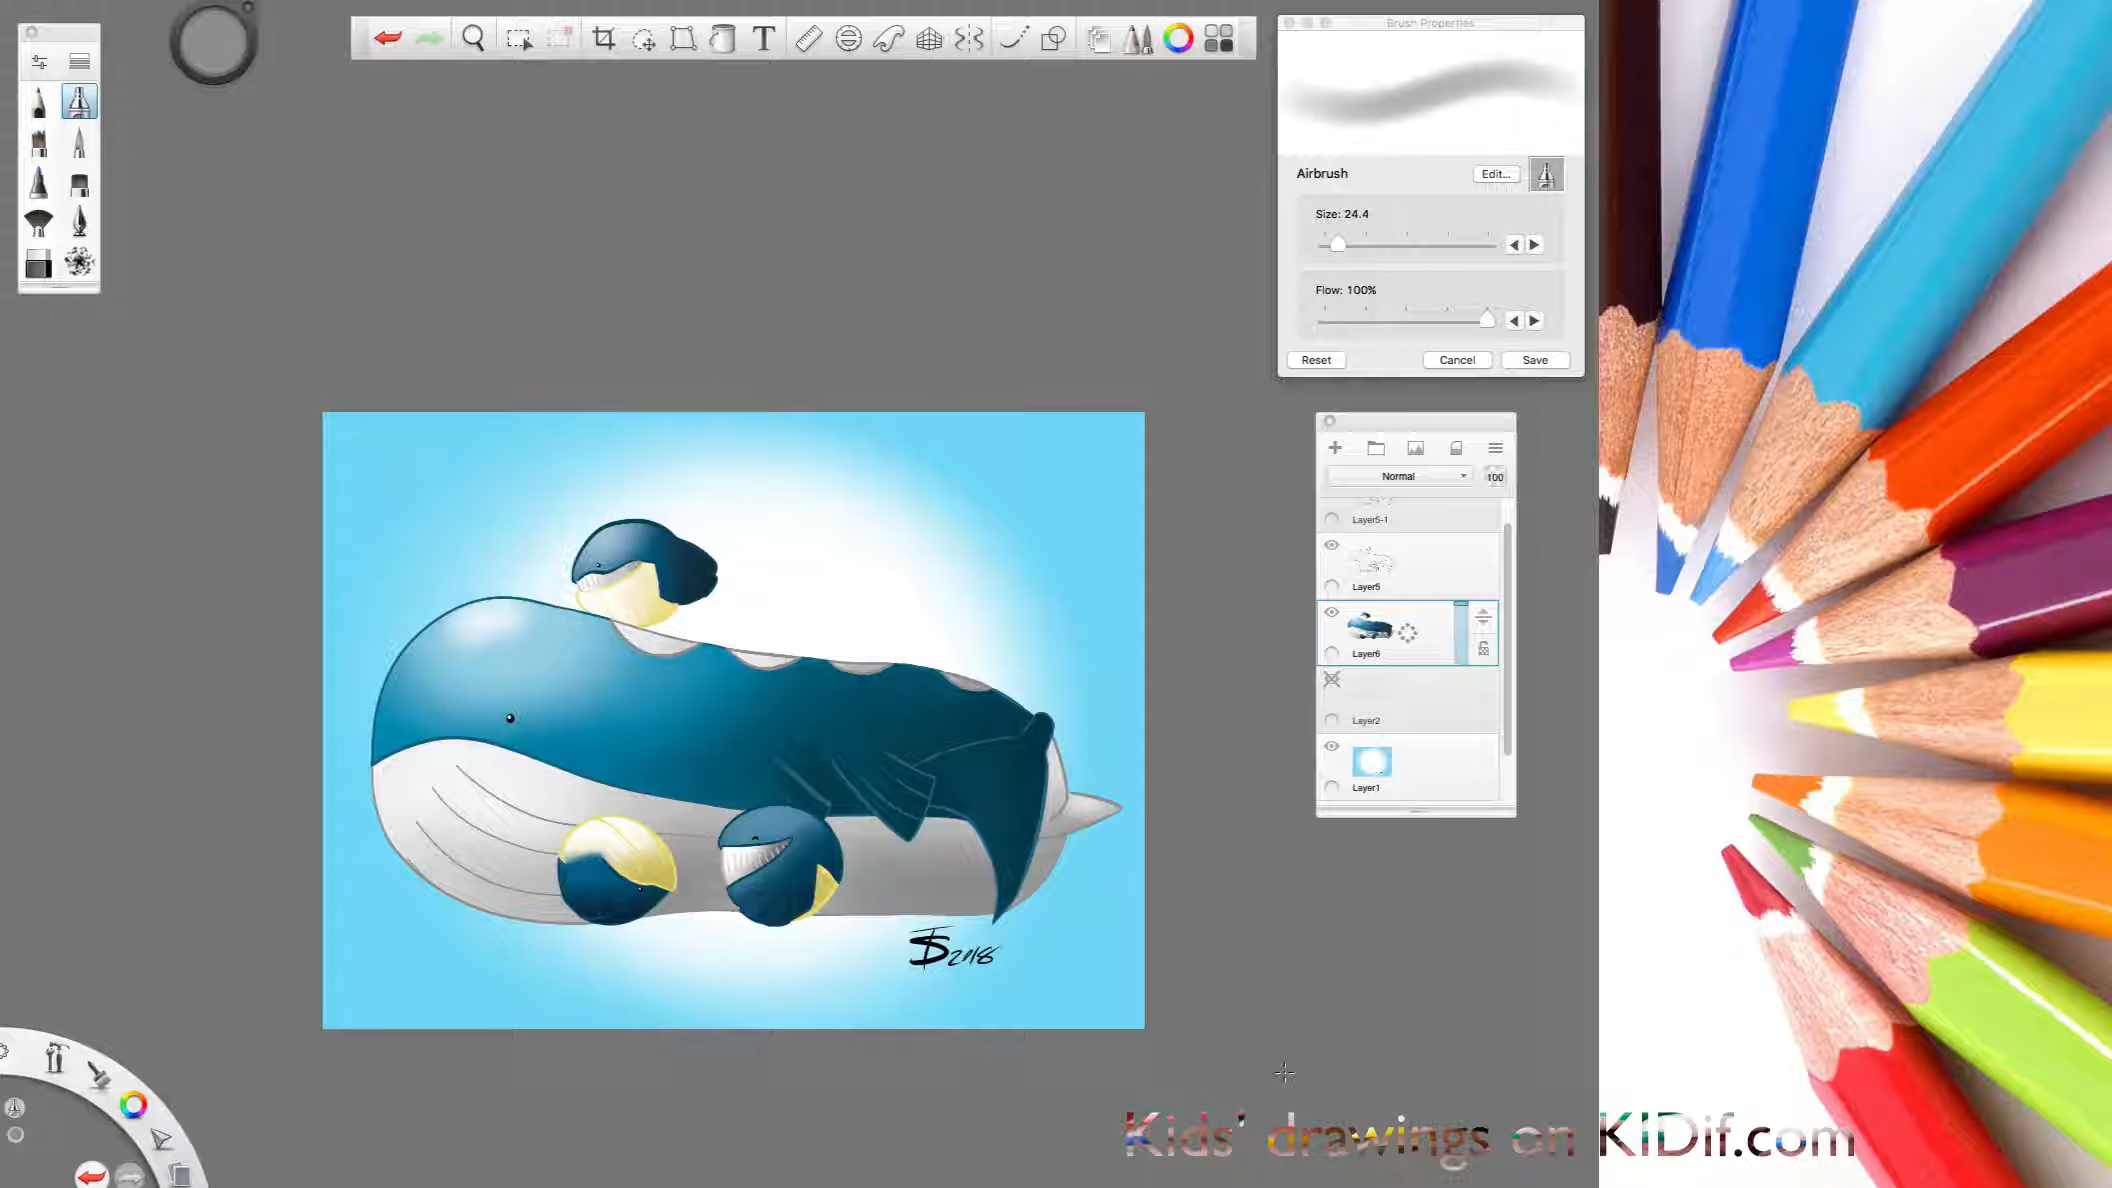 T
Brush Properties
Airbrush
Edit...
Size: 24.4
Flow: 100%
Reset
Cancel
Save
Normal
100
Layer5-1
Layer5
Layer6
Layer2
Layer1
2018
Kids' drawings on KIDif.com